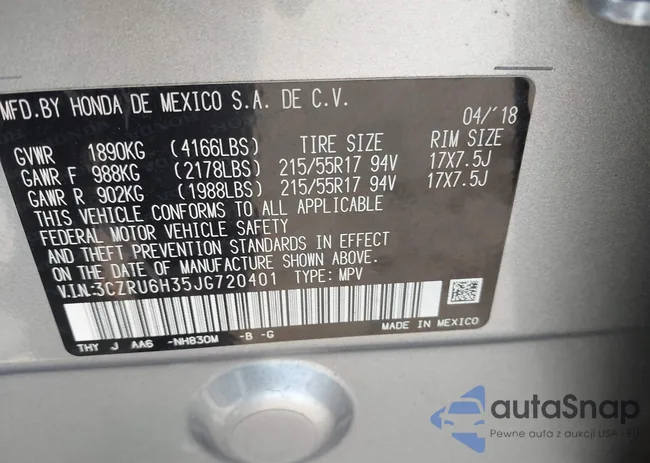 MFD.BY HONDA DE MEXICO S.A. DE C.V.
04/'18
GVWR 1890KG (4166LBS) TIRE SIZE RIM SIZE
GAWR F 988KG (2178LBS) 215/55R17 94V 17X7.5J
GAWR R 902KG (1988LBS) 215/55R17 94V 17X7.5J
THIS VEHICLE CONFORMS TO ALL APPLICABLE
FEDERAL MOTOR VEHICLE SAFETY
AND THEFT PREVENTION STANDARDS IN EFFECT
ON THE DATE OF MANUFACTURE SHOWN ABOVE.
V.I.N:3CZRU6H35JG720401 TYPE: MPV
MADE IN MEXICO
THY J AA6 -NH830M -B -G
autoSnap
Pewne auta z aukcji USA - EU